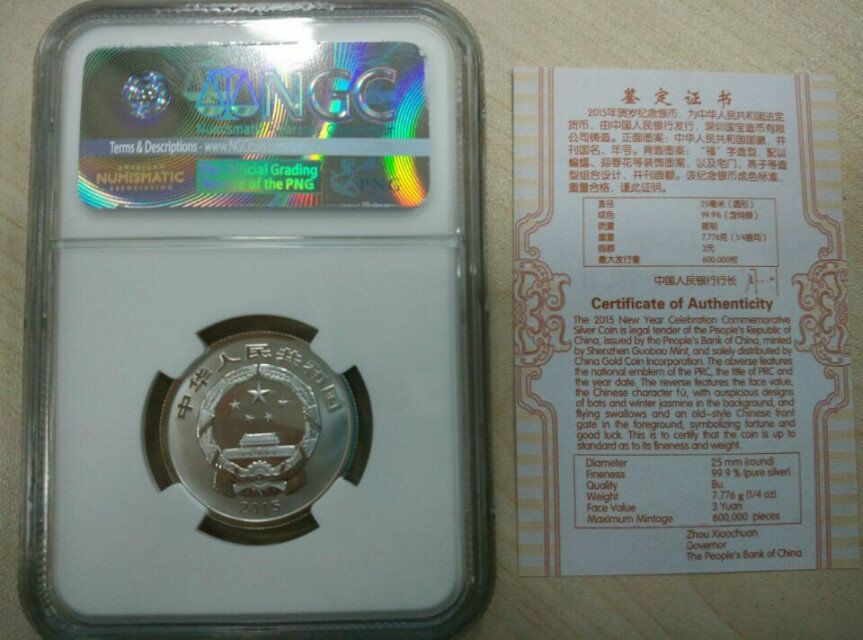 NGC
Terms & Descriptions - www.NGCcoin.com
AMERICAN
NUMISMATIC
ASSOCIATION
Official Grading
Service of the PNG
PNG
中华人民共和国
2015
鉴定证书
2015年贺岁纪念银币，为中华人民共和国法定
货币，由中国人民银行发行，深圳国宝造币有限
公司铸造。正面图案：中华人民共和国国徽，并
刊国名、年号。背面图案：“福”字造型，配以
蝙蝠、迎春花等装饰图案，以及宅门、燕子等造
型组合设计，并刊面额。该纪念银币成色标准，
重量合格，谨此证明。
直径 25毫米（圆形）
成色 99.9%（含纯银）
质量 普制
重量 7.776克（1/4盎司）
面额 3元
最大发行量 600,000枚
中国人民银行行长
Certificate of Authenticity
The 2015 New Year Celebration Commemorative
Silver Coin is legal tender of the People's Republic of
China, issued by the People's Bank of China, minted
by Shenzhen Guobao Mint, and solely distributed by
China Gold Coin Incorporation. The obverse features
the national emblem of the PRC, the title of PRC and
the year date. The reverse features the face value,
the Chinese character fú, with auspicious designs
of bats and winter jasmine in the background, and
flying swallows and an old-style Chinese front
gate in the foreground, symbolizing fortune and
good luck. This is to certify that the coin is up to
standard as to its fineness and weight.
Diameter 25 mm (round)
Fineness 99.9 % (pure silver)
Quality Bu
Weight 7.776 g (1/4 oz)
Face Value 3 Yuan
Maximum Mintage 600,000 pieces
Zhou Xiaochuan
Governor
The People's Bank of China